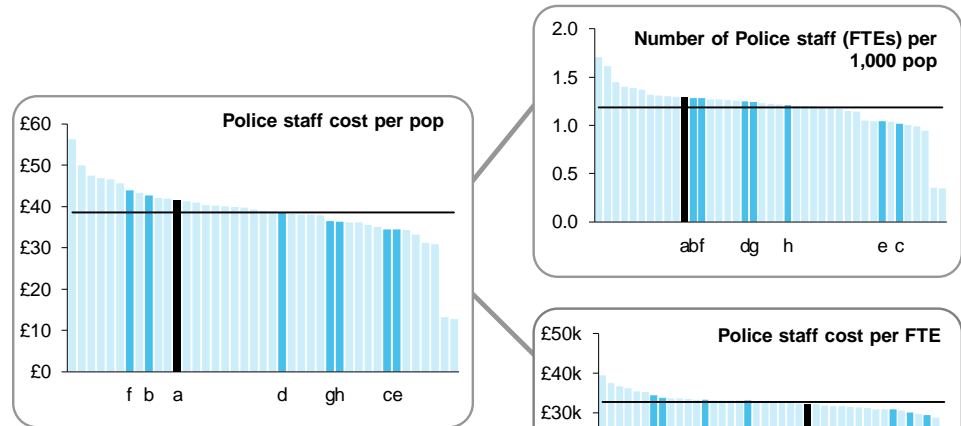 Police staff cost per pop
£60
£50
£40
£30
£20
£10
£0
f b a d gh ce
Number of Police staff (FTEs) per
1,000 pop
2.0
1.5
1.0
0.5
0.0
abf dg h e c
Police staff cost per FTE
£50k
£40k
£30k